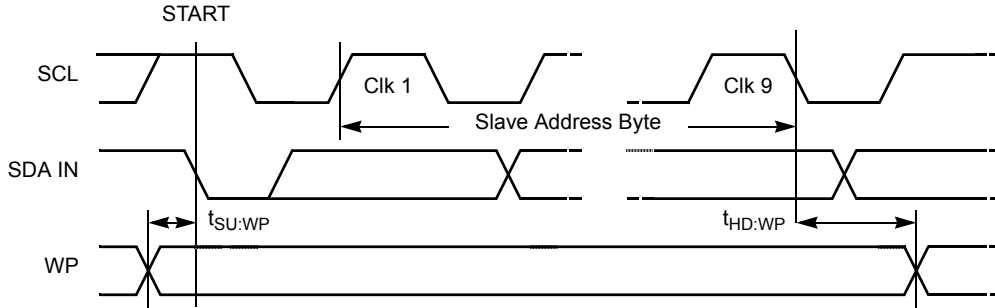 START
SCL
Clk 1
Clk 9
Slave Address Byte
SDA IN
tSU:WP
tHD:WP
WP